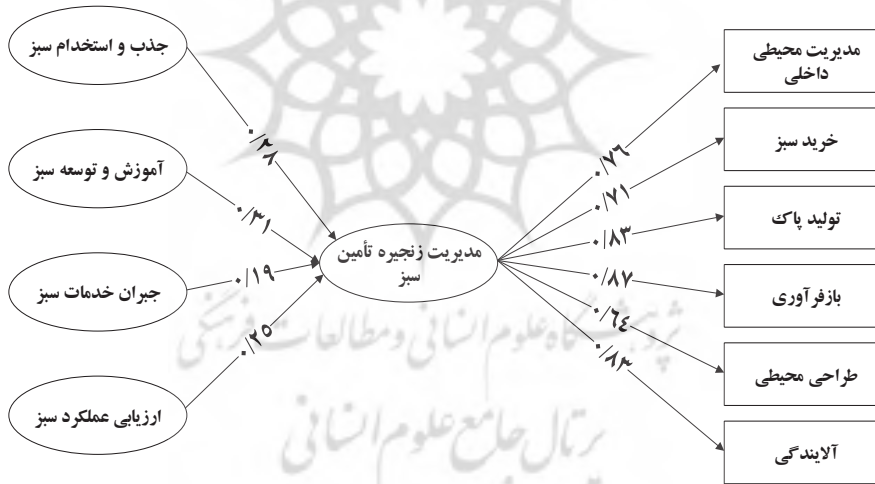 جذب و استخدام سبز
آموزش و توسعه سبز
جبران خدمات سبز
ارزیابی عملکرد سبز
۰/۲۸
۰/۳۱
۰/۱۹
۰/۲۵
مدیریت زنجیره تأمین
سبز
۰/۷۶
۰/۷۱
۰/۸۳
۰/۸۷
۰/٦٤
۰/۸۳
مدیریت محیطی
داخلی
خرید سبز
تولید پاک
بازفرآوری
طراحی محیطی
آلایندگی
پژوهشگاه علوم انسانی و مطالعات فرهنگی
پرتال جامع علوم انسانی